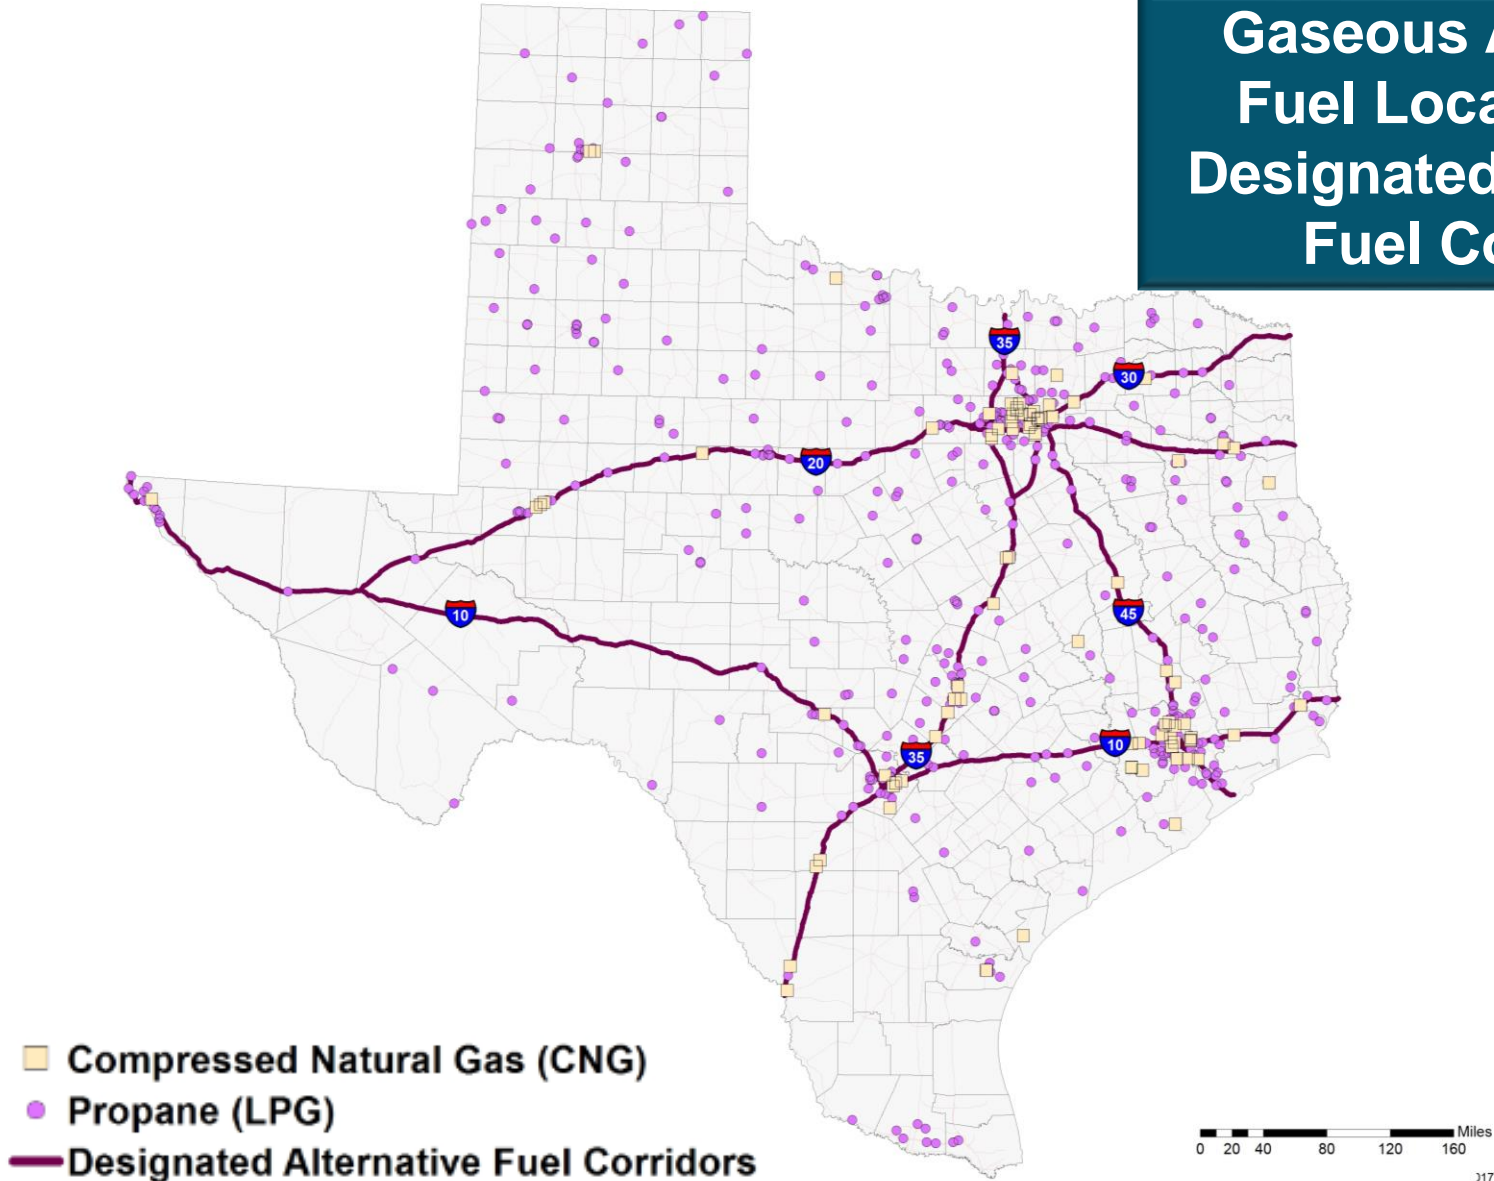 Gaseous A
Fuel Loca
Designated
Fuel Co
35
30
20
10
45
35
10
Compressed Natural Gas (CNG)
Propane (LPG)
Designated Alternative Fuel Corridors
Miles
0 20 40 80 120 160
017